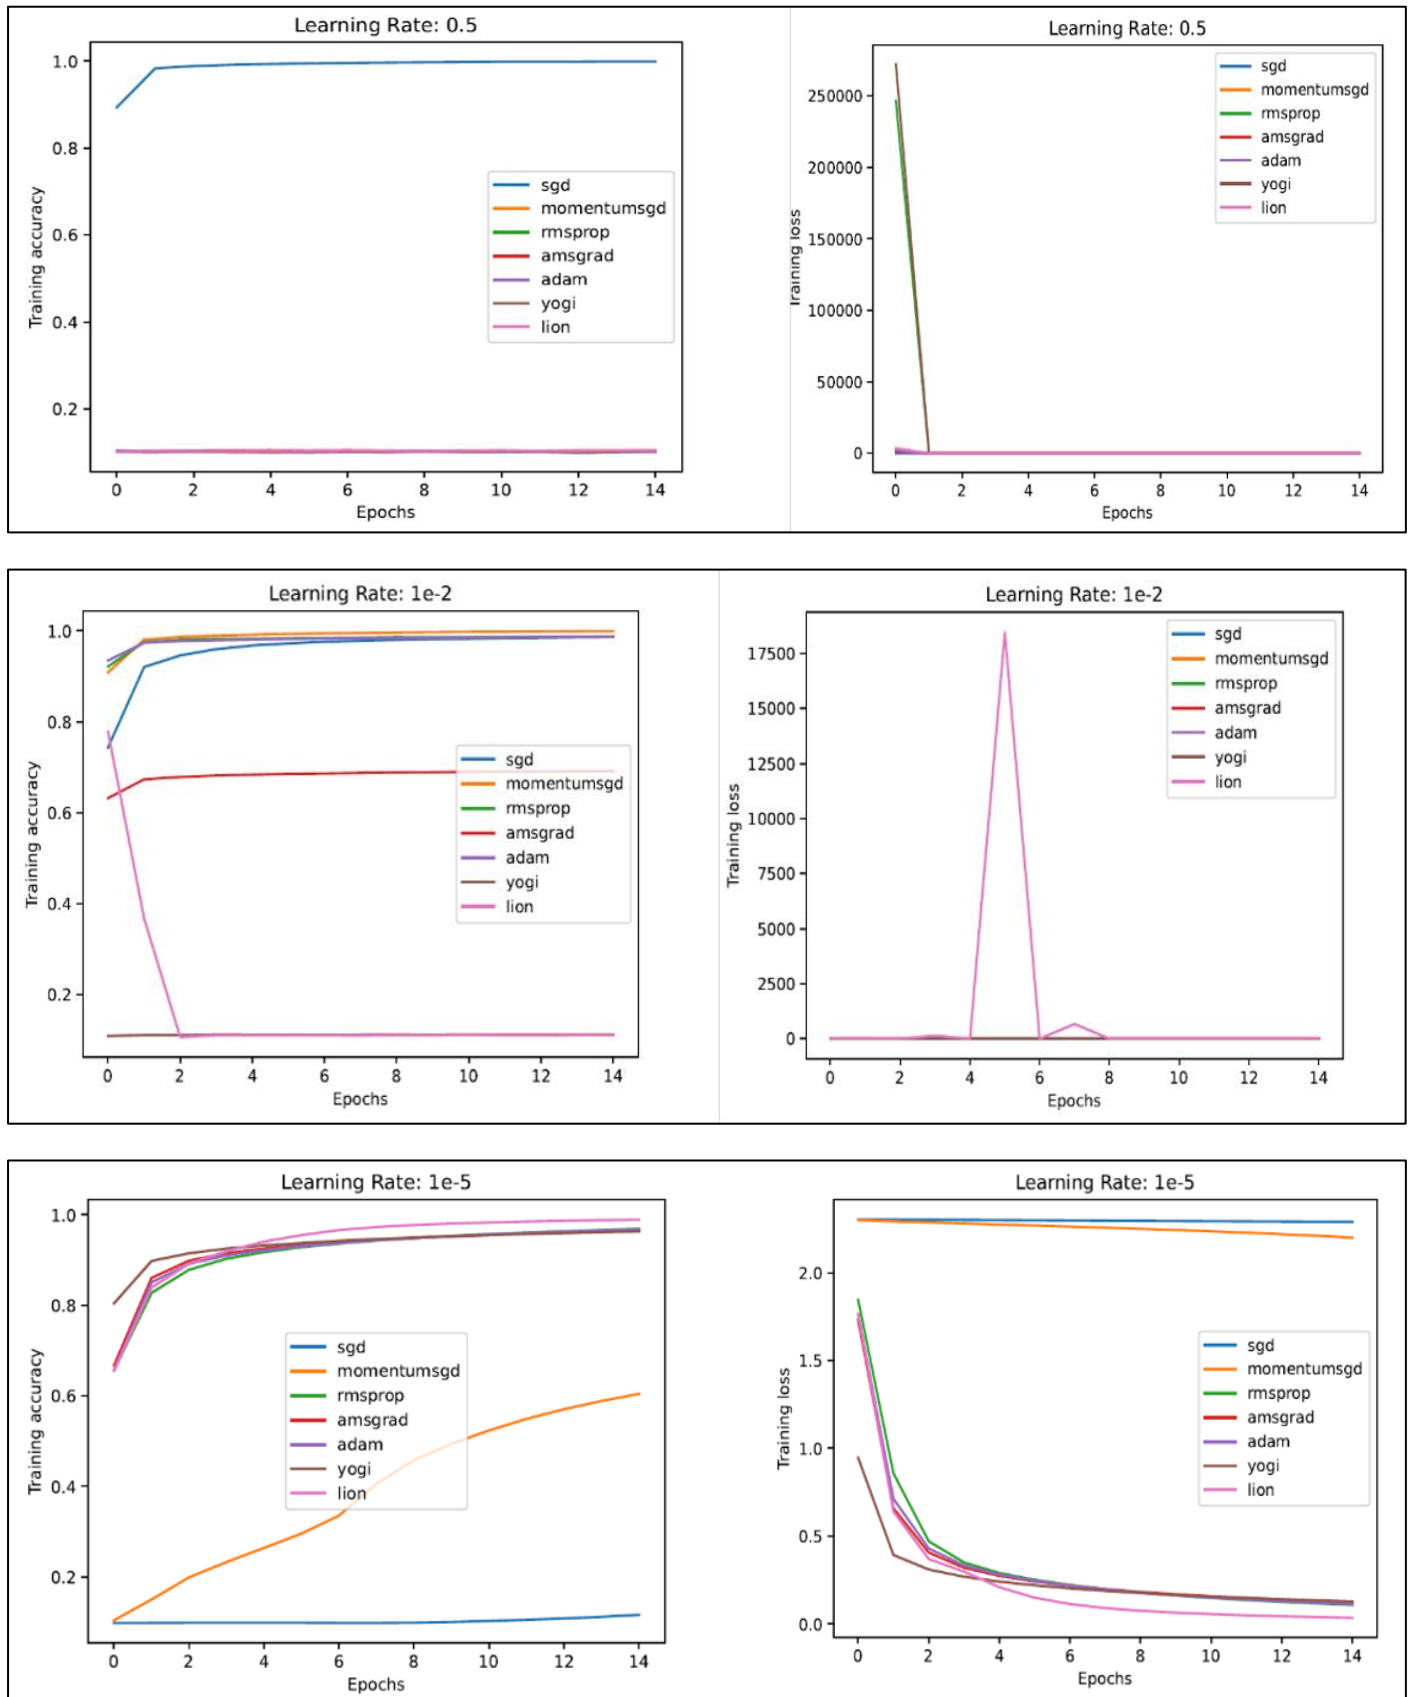 Learning Rate: 0.5
Training accuracy
1.0
0.8
0.6
0.4
0.2
sgd
momentumsgd
rmsprop
amsgrad
adam
yogi
lion
0 2 4 6 8 10 12 14
Epochs
Learning Rate: 0.5
Training loss
250000
200000
150000
100000
50000
0
sgd
momentumsgd
rmsprop
amsgrad
adam
yogi
lion
0 2 4 6 8 10 12 14
Epochs
Learning Rate: 1e-2
Training accuracy
1.0
0.8
0.6
0.4
0.2
sgd
momentumsgd
rmsprop
amsgrad
adam
yogi
lion
0 2 4 6 8 10 12 14
Epochs
Learning Rate: 1e-2
Training loss
17500
15000
12500
10000
7500
5000
2500
0
sgd
momentumsgd
rmsprop
amsgrad
adam
yogi
lion
0 2 4 6 8 10 12 14
Epochs
Learning Rate: 1e-5
Training accuracy
1.0
0.8
0.6
0.4
0.2
sgd
momentumsgd
rmsprop
amsgrad
adam
yogi
lion
0 2 4 6 8 10 12 14
Epochs
Learning Rate: 1e-5
Training loss
2.0
1.5
1.0
0.5
0.0
sgd
momentumsgd
rmsprop
amsgrad
adam
yogi
lion
0 2 4 6 8 10 12 14
Epochs